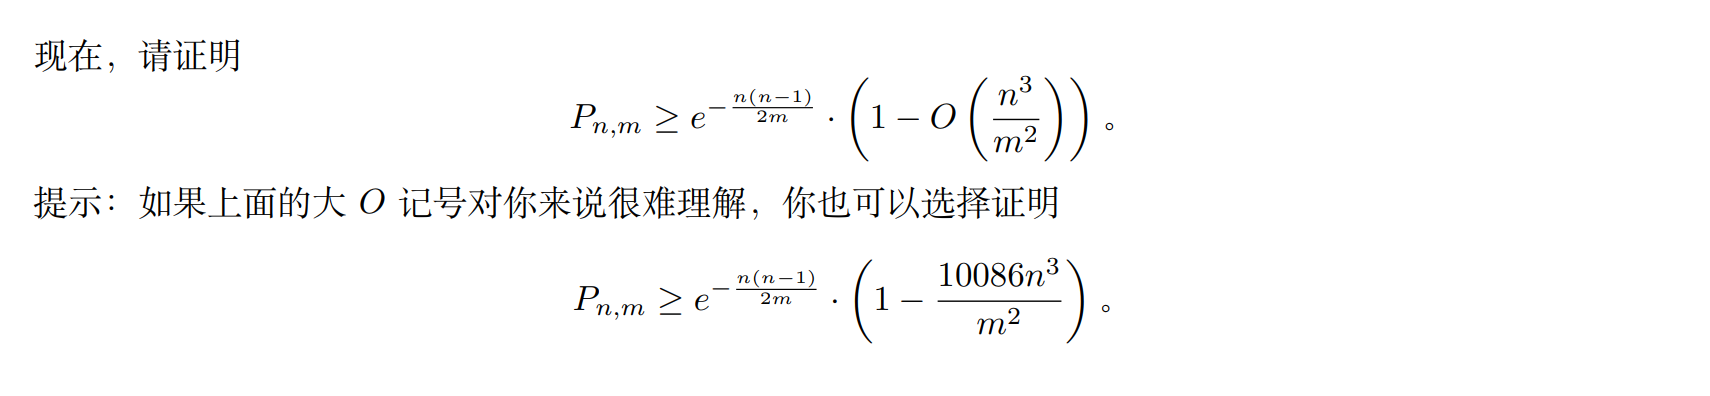 现在，请证明
$P_{n,m} \geq e^{-\frac{n(n-1)}{2m}} \cdot \left(1 - O\left(\frac{n^3}{m^2}\right)\right)$。
提示：如果上面的大 $O$ 记号对你来说很难理解，你也可以选择证明
$P_{n,m} \geq e^{-\frac{n(n-1)}{2m}} \cdot \left(1 - \frac{10086n^3}{m^2}\right)$。